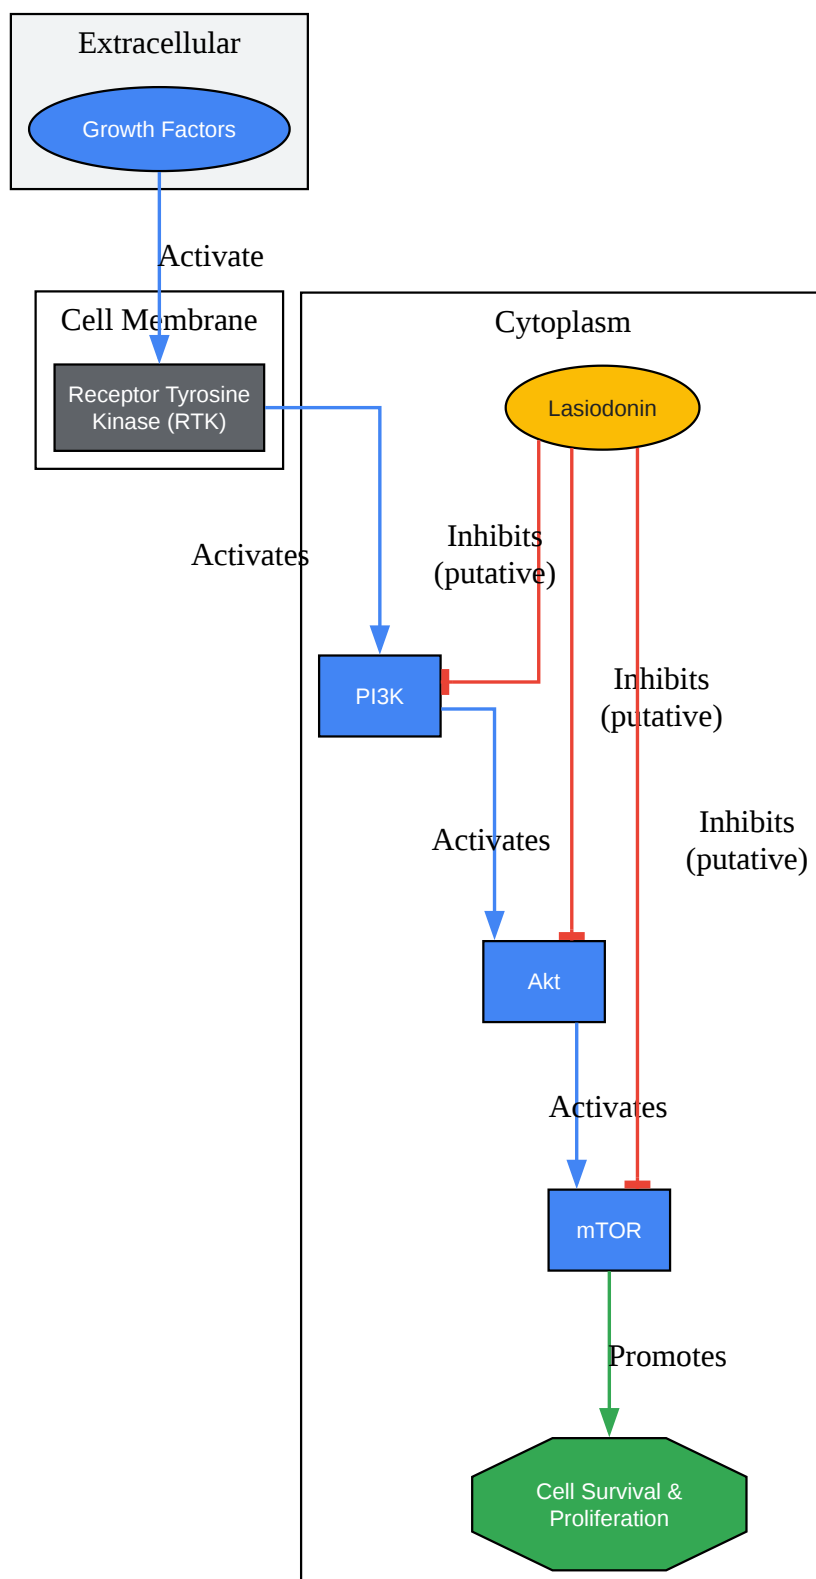 Extracellular
Growth Factors
Activate
Cell Membrane
Cytoplasm
Receptor Tyrosine
Kinase (RTK)
Lasiodonin
Activates
Inhibits
(putative)
PI3K
Inhibits
(putative)
Activates
Inhibits
(putative)
Akt
Activates
mTOR
Promotes
Cell Survival &
Proliferation